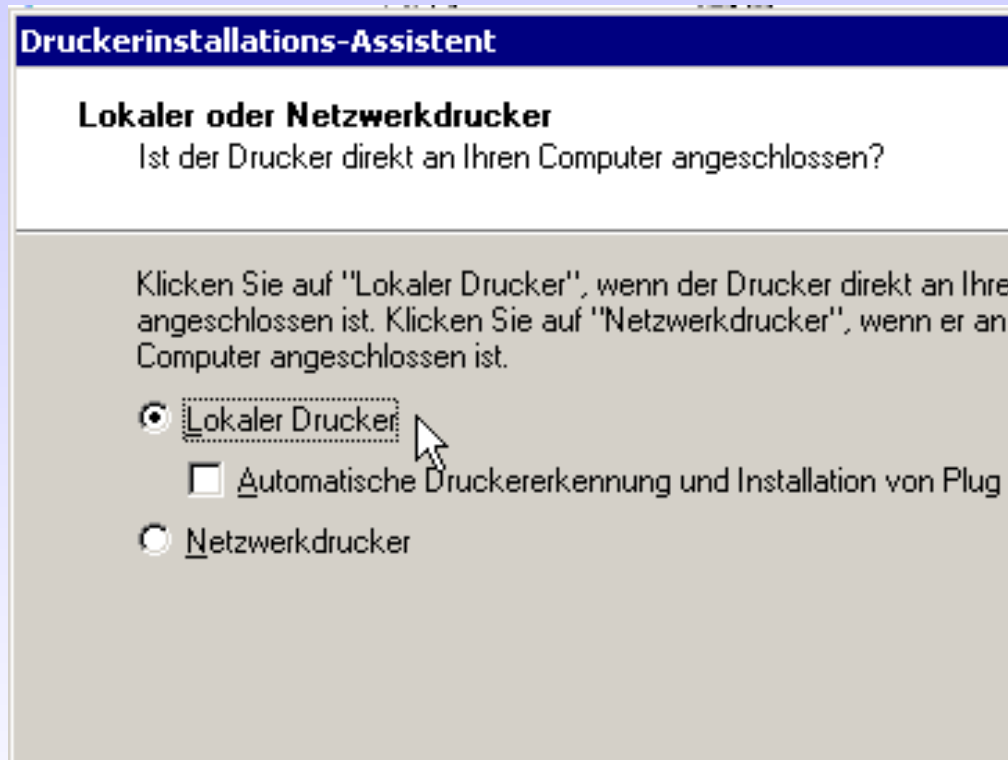 Druckerinstallations-Assistent
Lokaler oder Netzwerkdrucker
Ist der Drucker direkt an Ihren Computer angeschlossen?
Klicken Sie auf "Lokaler Drucker", wenn der Drucker direkt an Ihre
angeschlossen ist. Klicken Sie auf "Netzwerkdrucker", wenn er an
Computer angeschlossen ist.
Lokaler Drucker
Automatische Druckererkennung und Installation von Plug
Netzwerkdrucker